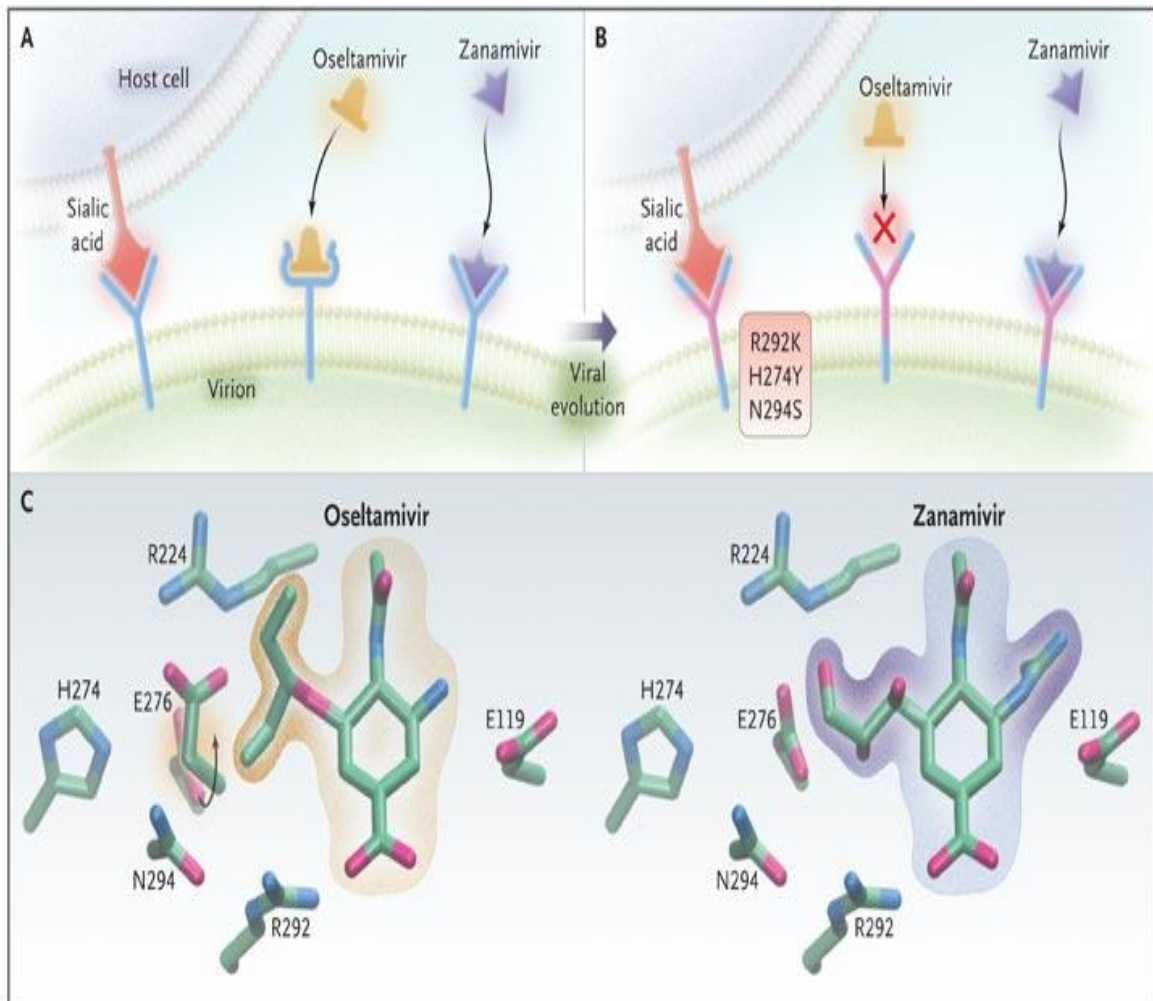 A
Host cell
Oseltamivir
Zanamivir
Sialic
acid
Virion
Viral
evolution
B
Oseltamivir
Zanamivir
Sialic
acid
R292K
H274Y
N294S
C
Oseltamivir
R224
H274
E276
E119
N294
R292
Zanamivir
R224
H274
E276
E119
N294
R292